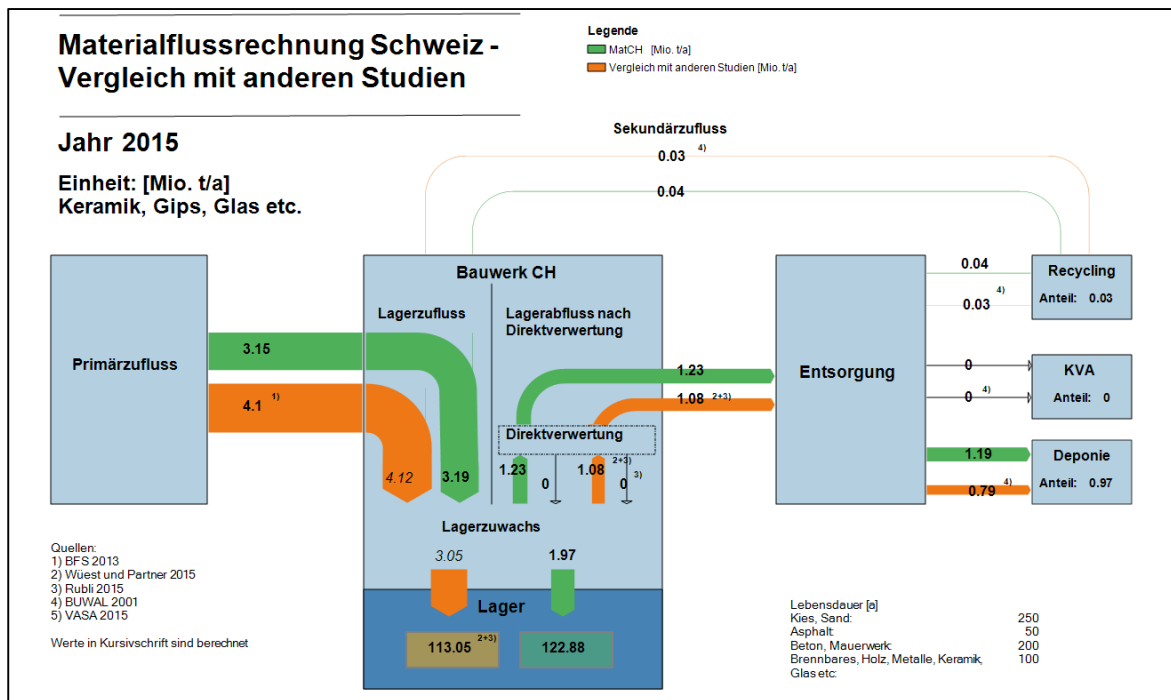 Materialflussrechnung Schweiz -
Vergleich mit anderen Studien
Jahr 2015
Einheit: [Mio. t/a]
Keramik, Gips, Glas etc.
Legende
MatCH [Mio. t/a]
Vergleich mit anderen Studien [Mio. t/a]
Sekundärzufluss
0.03 4)
0.04
Primärzufluss
3.15
4.1 1)
Bauwerk CH
Lagerzufluss
Lagerabfluss nach
Direktverwertung
4.12
3.19
Direktverwertung
1.23
0
1.08 2+3)
0 3)
1.23
1.08 2+3)
Lagerzuwachs
3.05
1.97
Lager
113.05 2+3)
122.88
Entsorgung
0.04
0.03 4)
0
0 4)
1.19
0.79 4)
Recycling
Anteil: 0.03
KVA
Anteil: 0
Deponie
Anteil: 0.97
Quellen:
1) BFS 2013
2) Wüest und Partner 2015
3) Rubli 2015
4) BUWAL 2001
5) VASA 2015
Werte in Kursivschrift sind berechnet
Lebensdauer [a]
Kies, Sand: 250
Asphalt: 50
Beton, Mauerwerk: 200
Brennbares, Holz, Metalle, Keramik, 100
Glas etc: